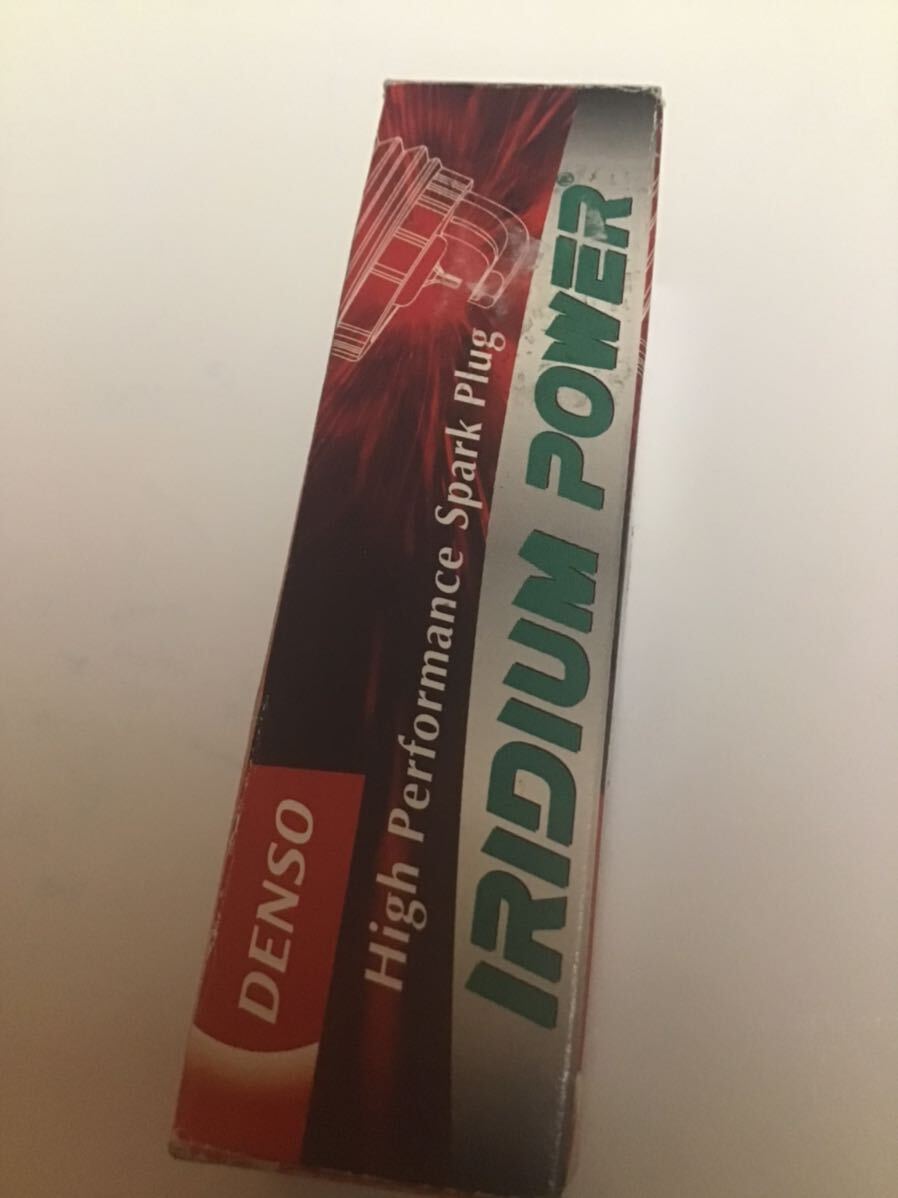 DENSO
High Performance Spark Plug
IRIDIUM POWER®